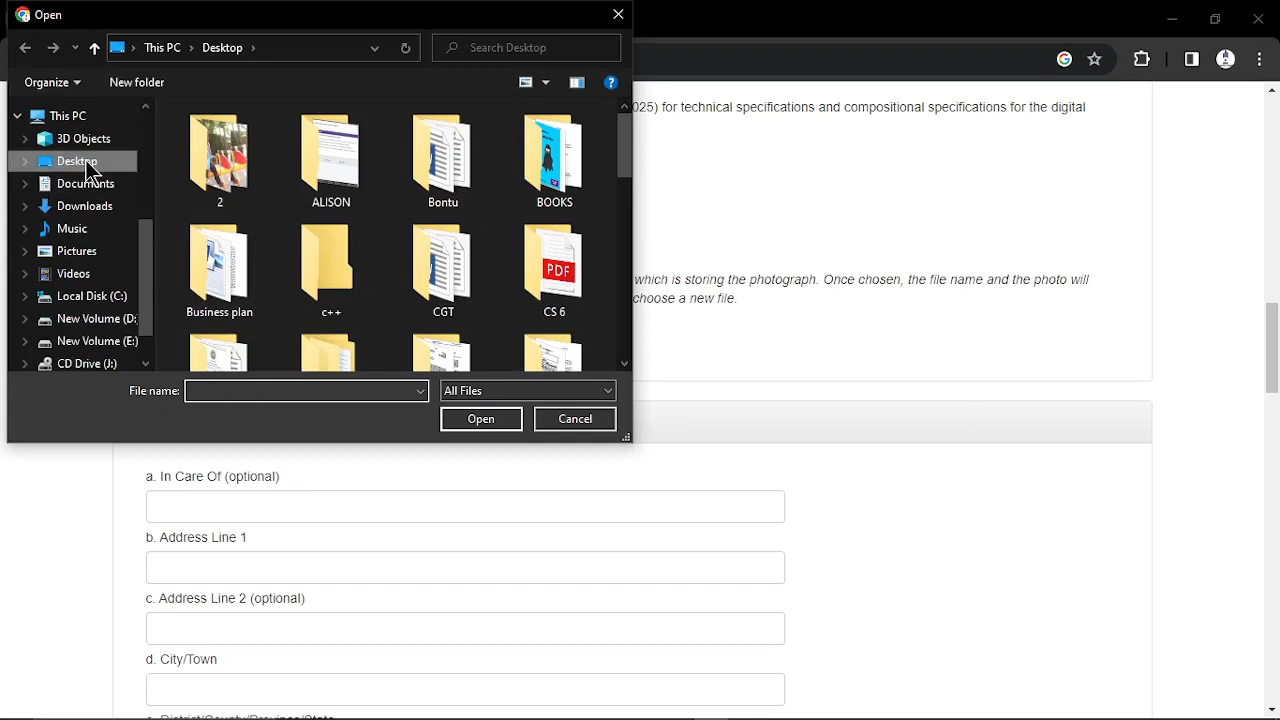 Open
This PC
Desktop
Search Desktop
Organize
New folder
This PC
3D Objects
Desktop
Documents
Downloads
Music
Pictures
Videos
Local Disk (C:)
New Volume (D:
New Volume (E:)
CD Drive (J:)
2
ALISON
Bontu
BOOKS
Business plan
c++
CGT
PDF
CS 6
File name:
All Files
Open
Cancel
025) for technical specifications and compositional specifications for the digital
which is storing the photograph. Once chosen, the file name and the photo will
choose a new file.
a. In Care Of (optional)
b. Address Line 1
c. Address Line 2 (optional)
d. City/Town
e. District/County/Province/State